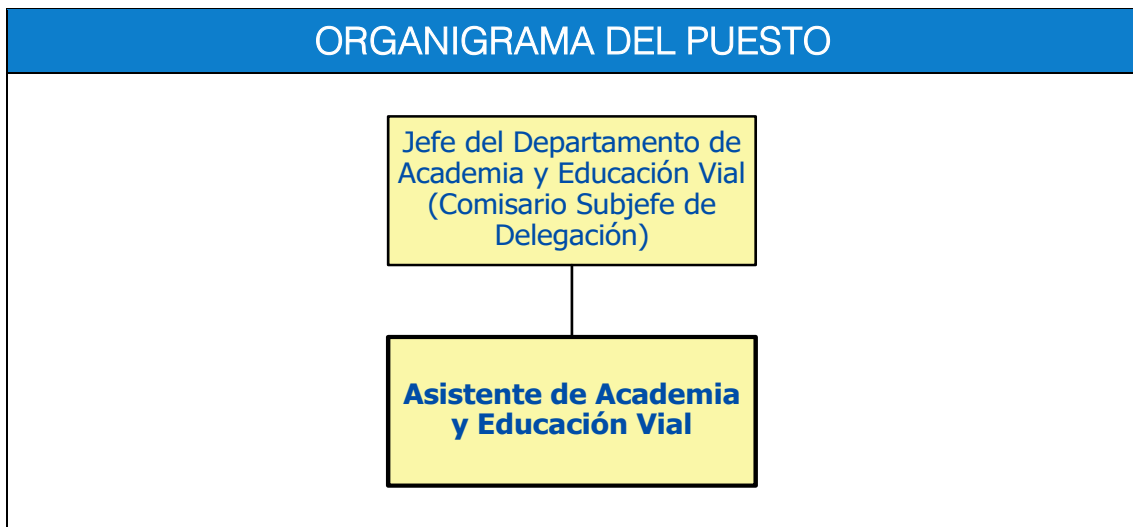 ORGANIGRAMA DEL PUESTO
Jefe del Departamento de
Academia y Educación Vial
(Comisario Subjefe de
Delegación)
Asistente de Academia
y Educación Vial